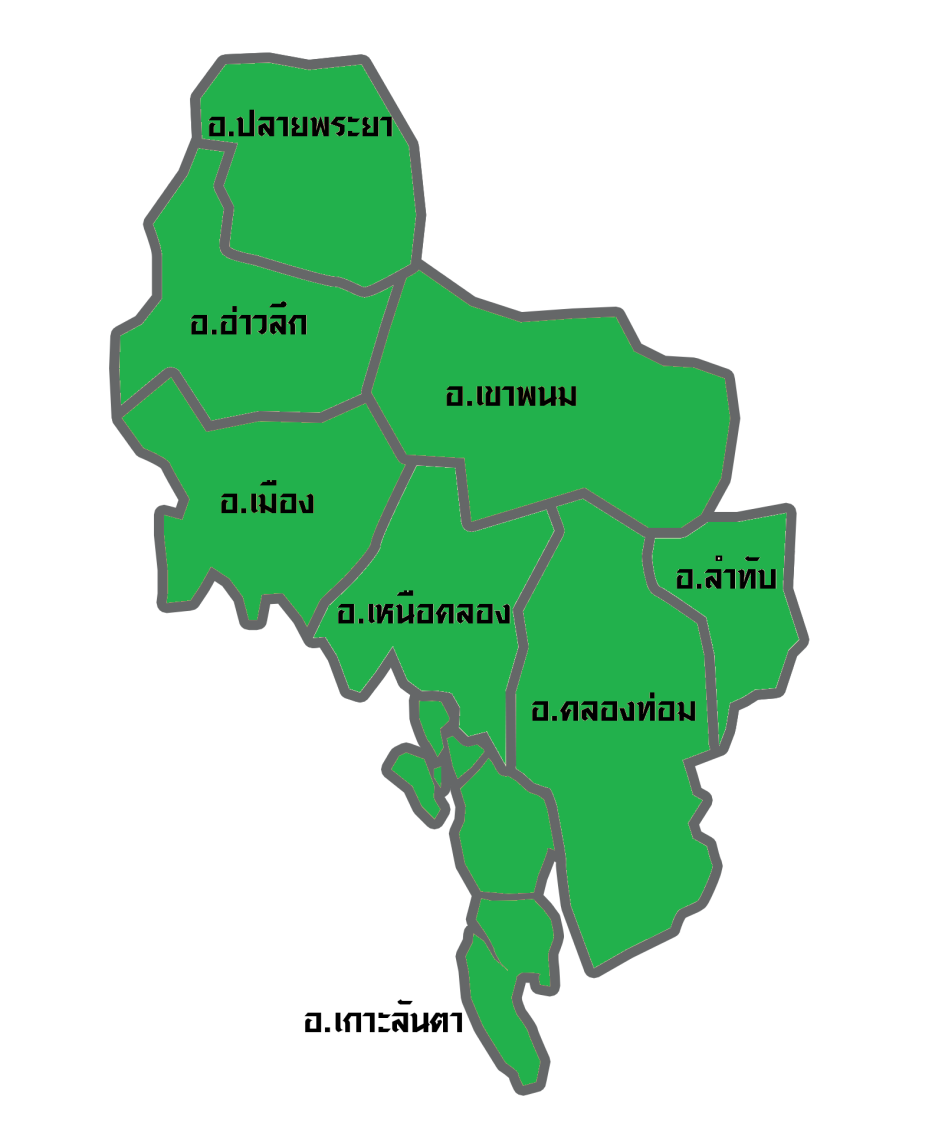 อ.ปลายพระยา
อ.อ่าวลึก
อ.เขาพนม
อ.เมือง
อ.ลำทับ
อ.เหนือคลอง
อ.คลองท่อม
อ.เกาะลันตา